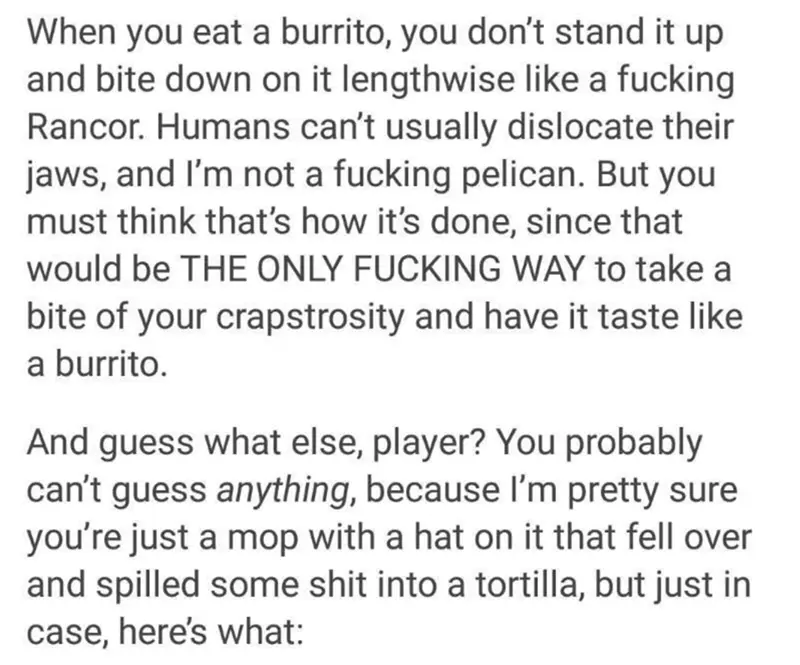 When you eat a burrito, you don’t stand it up
and bite down on it lengthwise like a fucking
Rancor. Humans can’t usually dislocate their
jaws, and I’m not a fucking pelican. But you
must think that’s how it’s done, since that
would be THE ONLY FUCKING WAY to take a
bite of your crapstrosity and have it taste like
a burrito.
And guess what else, player? You probably
can’t guess anything, because I’m pretty sure
you’re just a mop with a hat on it that fell over
and spilled some shit into a tortilla, but just in
case, here’s what: